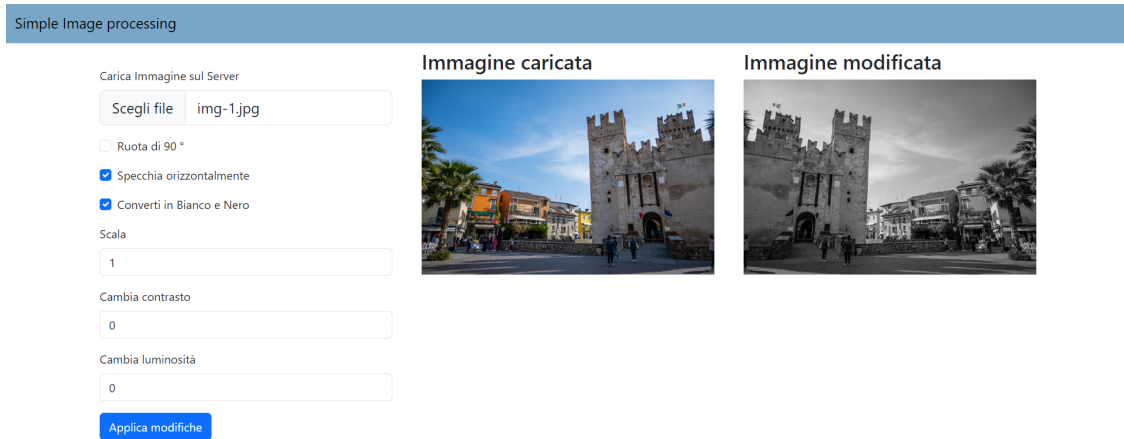 Simple Image processing
Carica Immagine sul Server
Scegli file img-1.jpg
Ruota di 90 °
Specchia orizzontalmente
Converti in Bianco e Nero
Scala
1
Cambia contrasto
0
Cambia luminosità
0
Applica modifiche
Immagine caricata
Immagine modificata